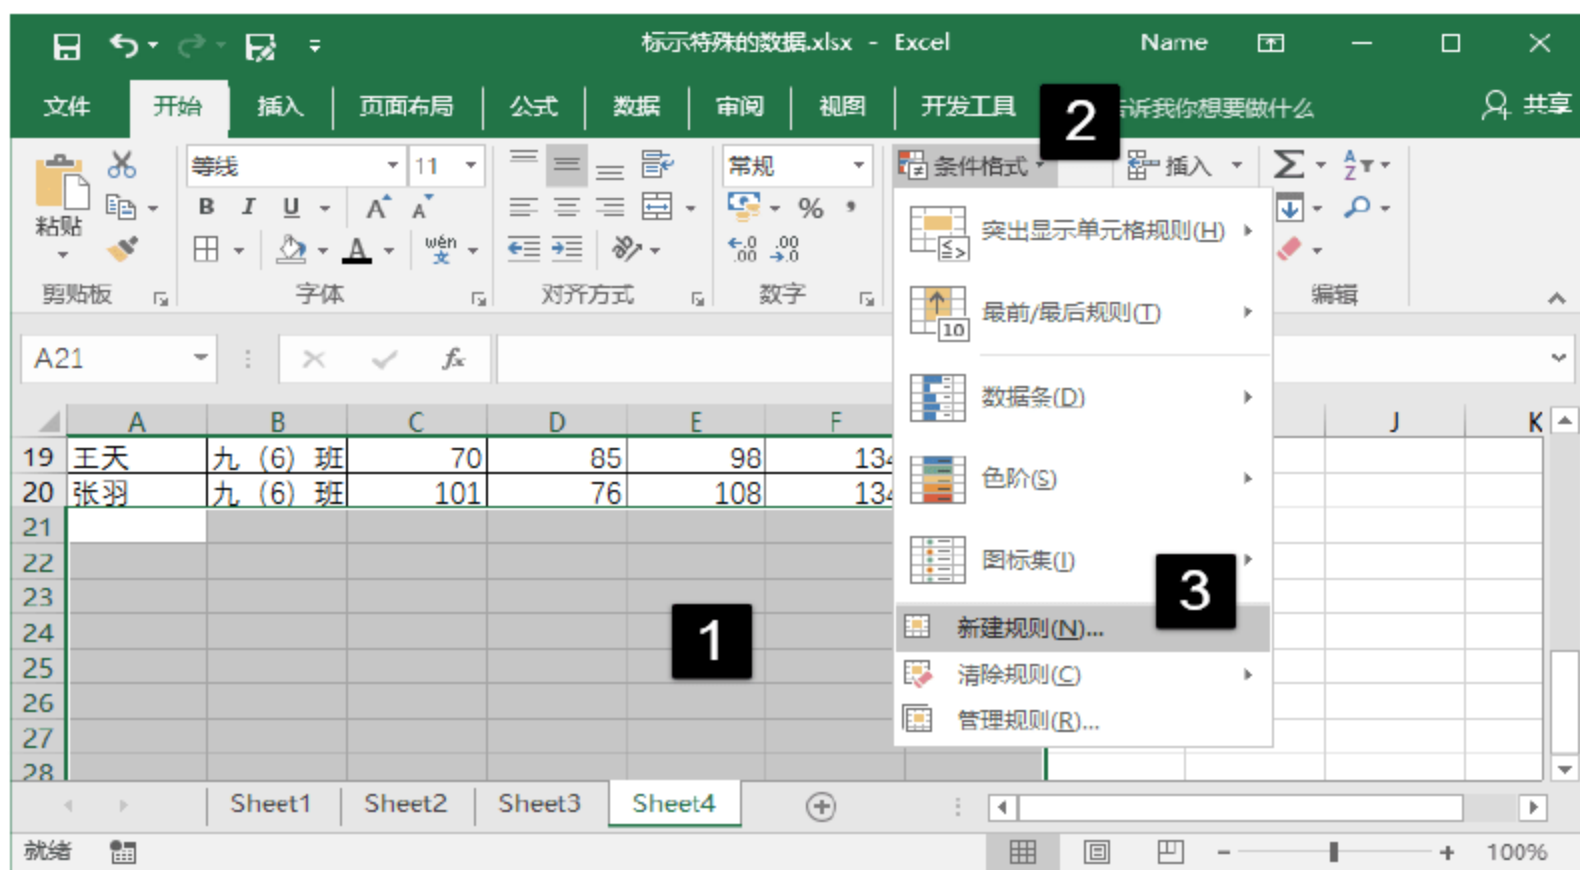 标示特殊的数据.xlsx - Excel Name
文件 开始 插入 页面布局 公式 数据 审阅 视图 开发工具 2 诉我你想要做什么 共享
等线 11 常规 条件格式 插入
粘贴 B I U A A % ,
A wén 文 .0 .00 .00 .0
剪贴板 字体 对齐方式 数字 编辑
突出显示单元格规则(H)
最前/最后规则(T)
10
数据条(D)
色阶(S)
图标集(I)
3
新建规则(N)...
清除规则(C)
管理规则(R)...
A21 fx
A B C D E F J K
19 王天 九（6）班 70 85 98 134
20 张羽 九（6）班 101 76 108 134
21
22
23
24 1
25
26
27
28
Sheet1 Sheet2 Sheet3 Sheet4
就绪 100%